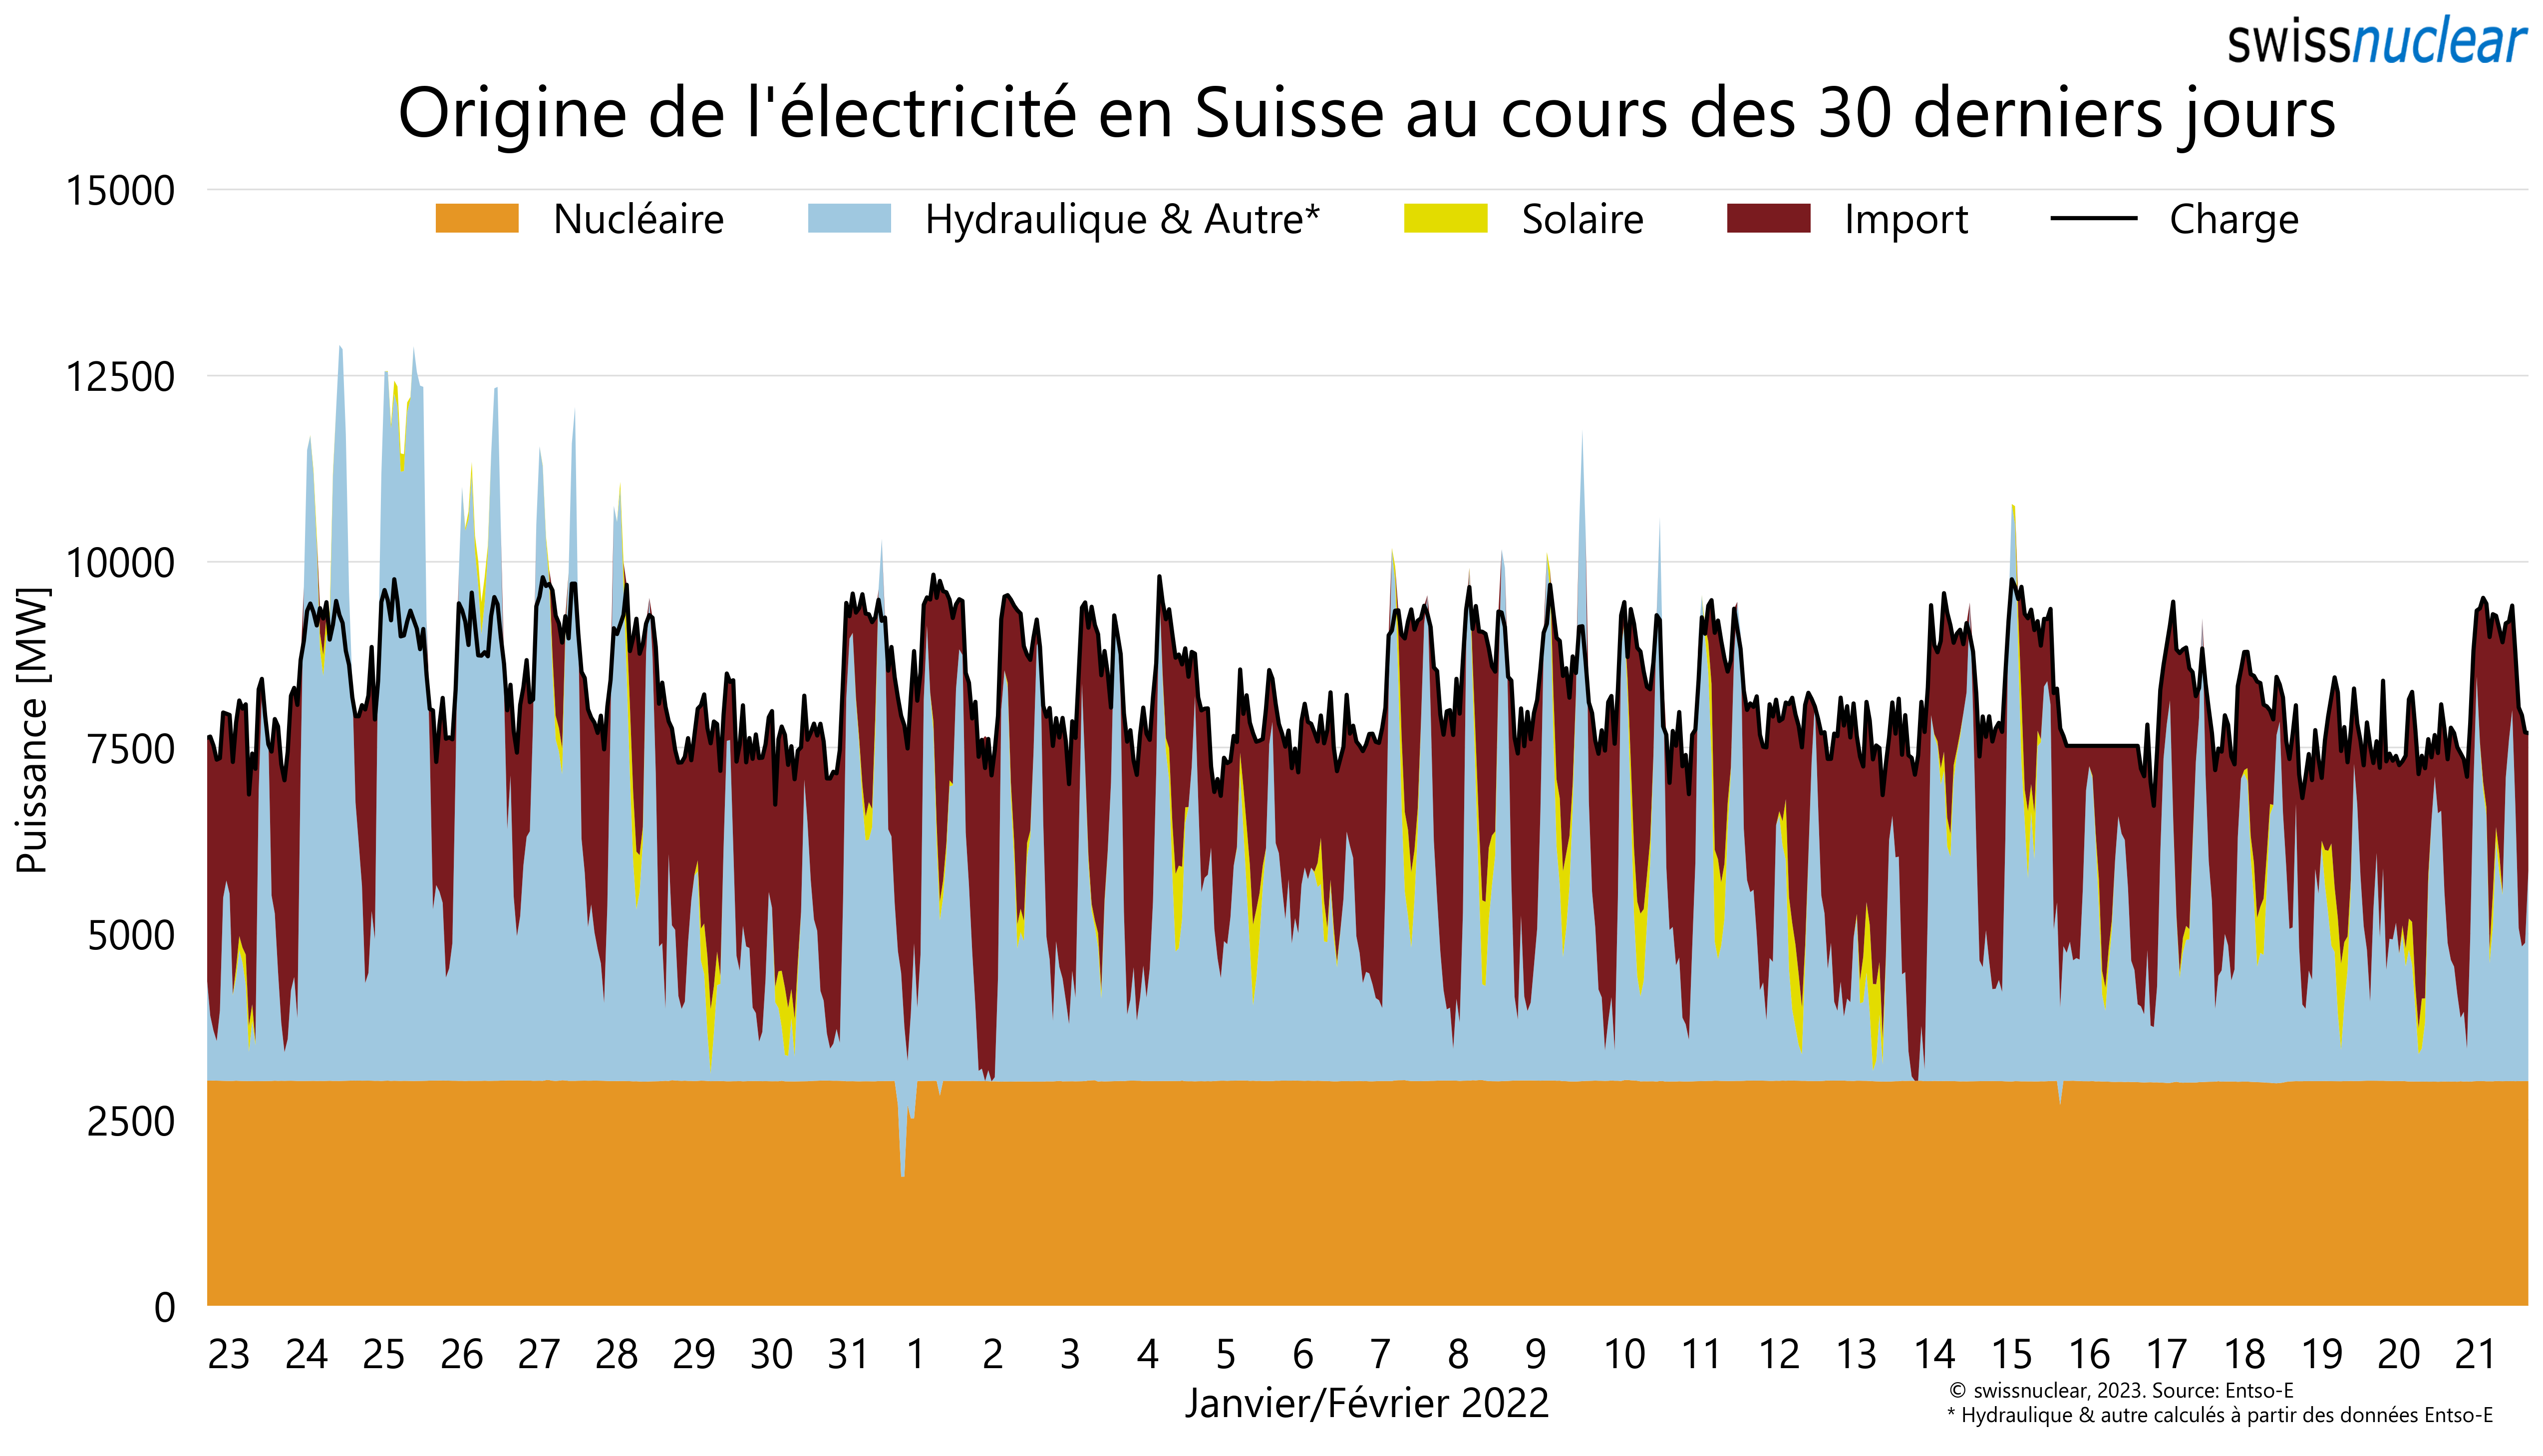 swissnuclear
Origine de l'électricité en Suisse au cours des 30 derniers jours
15000
Nucléaire Hydraulique & Autre* Solaire Import Charge
12500
10000
7500
5000
2500
0
Puissance [MW]
23 24 25 26 27 28 29 30 31 1 2 3 4 5 6 7 8 9 10 11 12 13 14 15 16 17 18 19 20 21
Janvier/Février 2022
© swissnuclear, 2023. Source: Entso-E
* Hydraulique & autre calculés à partir des données Entso-E